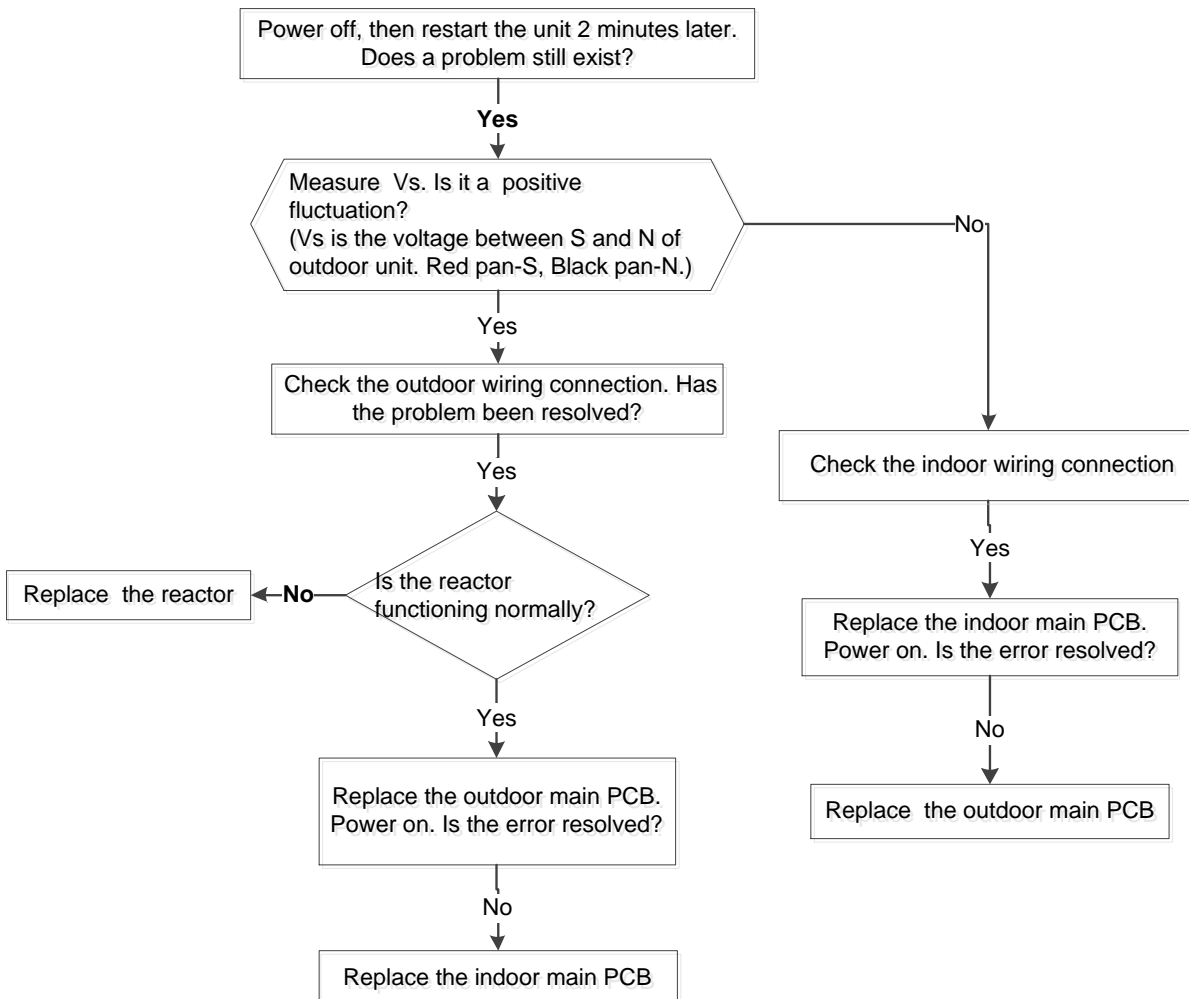 Power off, then restart the unit 2 minutes later.
Does a problem still exist?
Yes
Measure Vs. Is it a positive
fluctuation?
(Vs is the voltage between S and N of
outdoor unit. Red pan-S, Black pan-N.)
No
Yes
Check the outdoor wiring connection. Has
the problem been resolved?
Check the indoor wiring connection
Yes
Yes
Is the reactor
functioning normally?
No
Replace the reactor
Replace the indoor main PCB.
Power on. Is the error resolved?
Yes
No
Replace the outdoor main PCB.
Power on. Is the error resolved?
Replace the outdoor main PCB
No
Replace the indoor main PCB